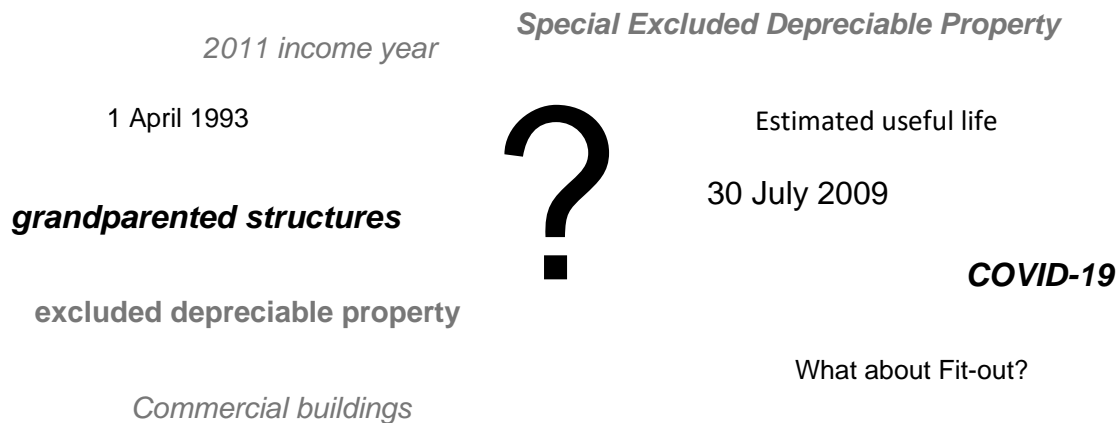 Special Excluded Depreciable Property
2011 income year
1 April 1993
Estimated useful life
?
30 July 2009
grandparented structures
COVID-19
excluded depreciable property
What about Fit-out?
Commercial buildings